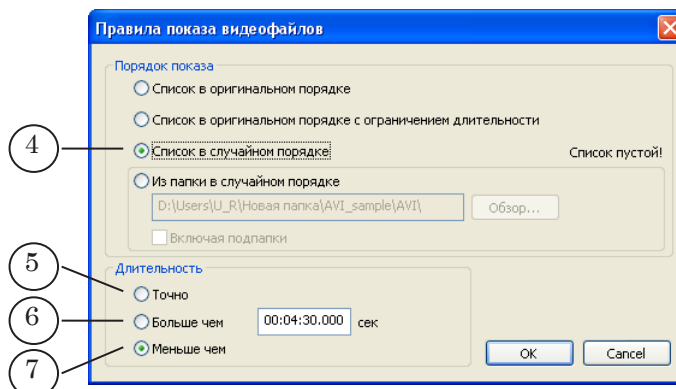 Правила показа видеофайлов
Порядок показа
Список в оригинальном порядке
Список в оригинальном порядке с ограничением длительности
4
Список в случайном порядке
Список пустой!
Из папки в случайном порядке
D:\Users\U_R\Новая папка\AVI_sample\AVI\
Обзор...
Включая подпапки
Длительность
5
Точно
6
Больше чем
00:04:30.000
сек
7
Меньше чем
OK
Cancel